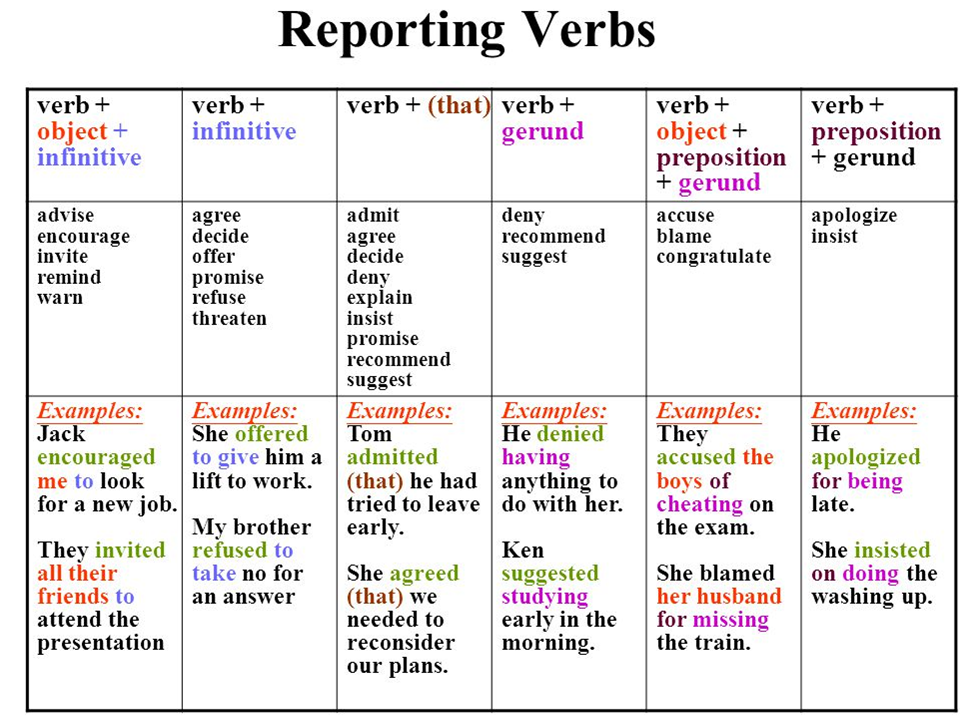 Reporting Verbs
verb +
object +
infinitive
verb +
infinitive
verb + (that)
verb +
gerund
verb +
object +
preposition
+ gerund
verb +
preposition
+ gerund
advise
encourage
invite
remind
warn
agree
decide
offer
promise
refuse
threaten
admit
agree
decide
deny
explain
insist
promise
recommend
suggest
deny
recommend
suggest
accuse
blame
congratulate
apologize
insist
Examples:
Jack
encouraged
me to look
for a new job.
They invited
all their
friends to
attend the
presentation
Examples:
She offered
to give him a
lift to work.
My brother
refused to
take no for
an answer
Examples:
Tom
admitted
(that) he had
tried to leave
early.
She agreed
(that) we
needed to
reconsider
our plans.
Examples:
He denied
having
anything to
do with her.
Ken
suggested
studying
early in the
morning.
Examples:
They
accused the
boys of
cheating on
the exam.
She blamed
her husband
for missing
the train.
Examples:
He
apologized
for being
late.
She insisted
on doing the
washing up.